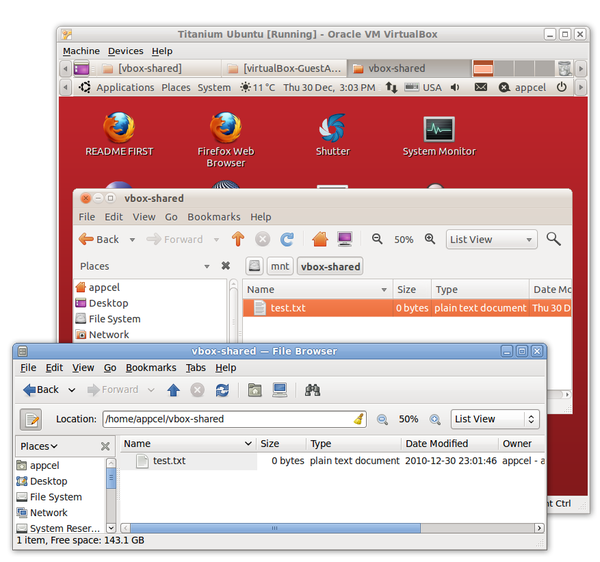 Titanium Ubuntu [Running] - Oracle VM VirtualBox
Machine Devices Help
[vbox-shared] [virtualBox-GuestA... vbox-shared
Applications Places System 11 °C Thu 30 Dec, 3:03 PM USA appcel
README FIRST Firefox Web Browser Shutter System Monitor
vbox-shared
File Edit View Go Bookmarks Help
Back Forward 50% List View
Places mnt vbox-shared
appcel Name Size Type Date Mo
Desktop test.txt 0 bytes plain text document Thu 30 D
File System
Network
vbox-shared — File Browser
File Edit View Go Bookmarks Tabs Help
Back Forward 50% List View
Location: /home/appcel/vbox-shared 50% List View
Places Name Size Type Date Modified Owner
appcel test.txt 0 bytes plain text document 2010-12-30 23:01:46 appcel - a
Desktop
File System
Network
System Reser...
1 item, Free space: 143.1 GB
nt Ctrl